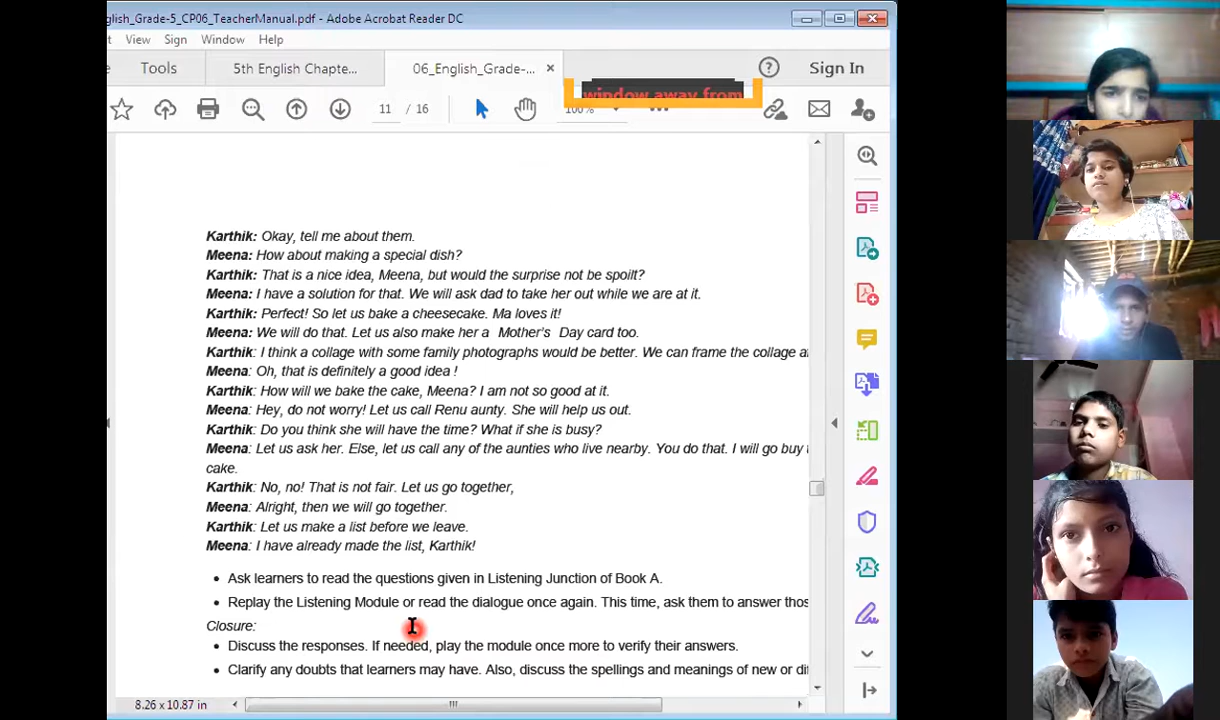 glish_Grade-5_CP06_TeacherManual.pdf - Adobe Acrobat Reader DC
View Sign Window Help
Tools 5th English Chapte... 06_English_Grade-... Sign In
window away from
11 / 16 100%
Karthik: Okay, tell me about them.
Meena: How about making a special dish?
Karthik: That is a nice idea, Meena, but would the surprise not be spoilt?
Meena: I have a solution for that. We will ask dad to take her out while we are at it.
Karthik: Perfect! So let us bake a cheesecake. Ma loves it!
Meena: We will do that. Let us also make her a Mother's Day card too.
Karthik: I think a collage with some family photographs would be better. We can frame the collage
Meena: Oh, that is definitely a good idea !
Karthik: How will we bake the cake, Meena? I am not so good at it.
Meena: Hey, do not worry! Let us call Renu aunty. She will help us out.
Karthik: Do you think she will have the time? What if she is busy?
Meena: Let us ask her. Else, let us call any of the aunties who live nearby. You do that. I will go buy
cake.
Karthik: No, no! That is not fair. Let us go together,
Meena: Alright, then we will go together.
Karthik: Let us make a list before we leave.
Meena: I have already made the list, Karthik!
• Ask learners to read the questions given in Listening Junction of Book A.
• Replay the Listening Module or read the dialogue once again. This time, ask them to answer
Closure:
• Discuss the responses. If needed, play the module once more to verify their answers.
• Clarify any doubts that learners may have. Also, discuss the spellings and meanings of new or
8.26 x 10.87 in